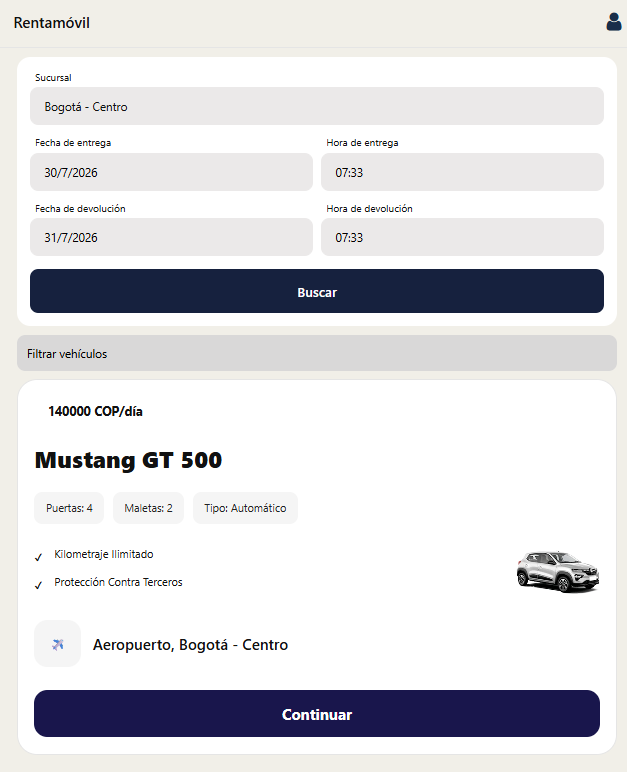 Rentamóvil
Sucursal
Bogotá - Centro
Fecha de entrega
Hora de entrega
30/7/2026
07:33
Fecha de devolución
Hora de devolución
31/7/2026
07:33
Buscar
Filtrar vehículos
140000 COP/día
Mustang GT 500
Puertas: 4
Maletas: 2
Tipo: Automático
✓ Kilometraje Ilimitado
✓ Protección Contra Terceros
Aeropuerto, Bogotá - Centro
Continuar